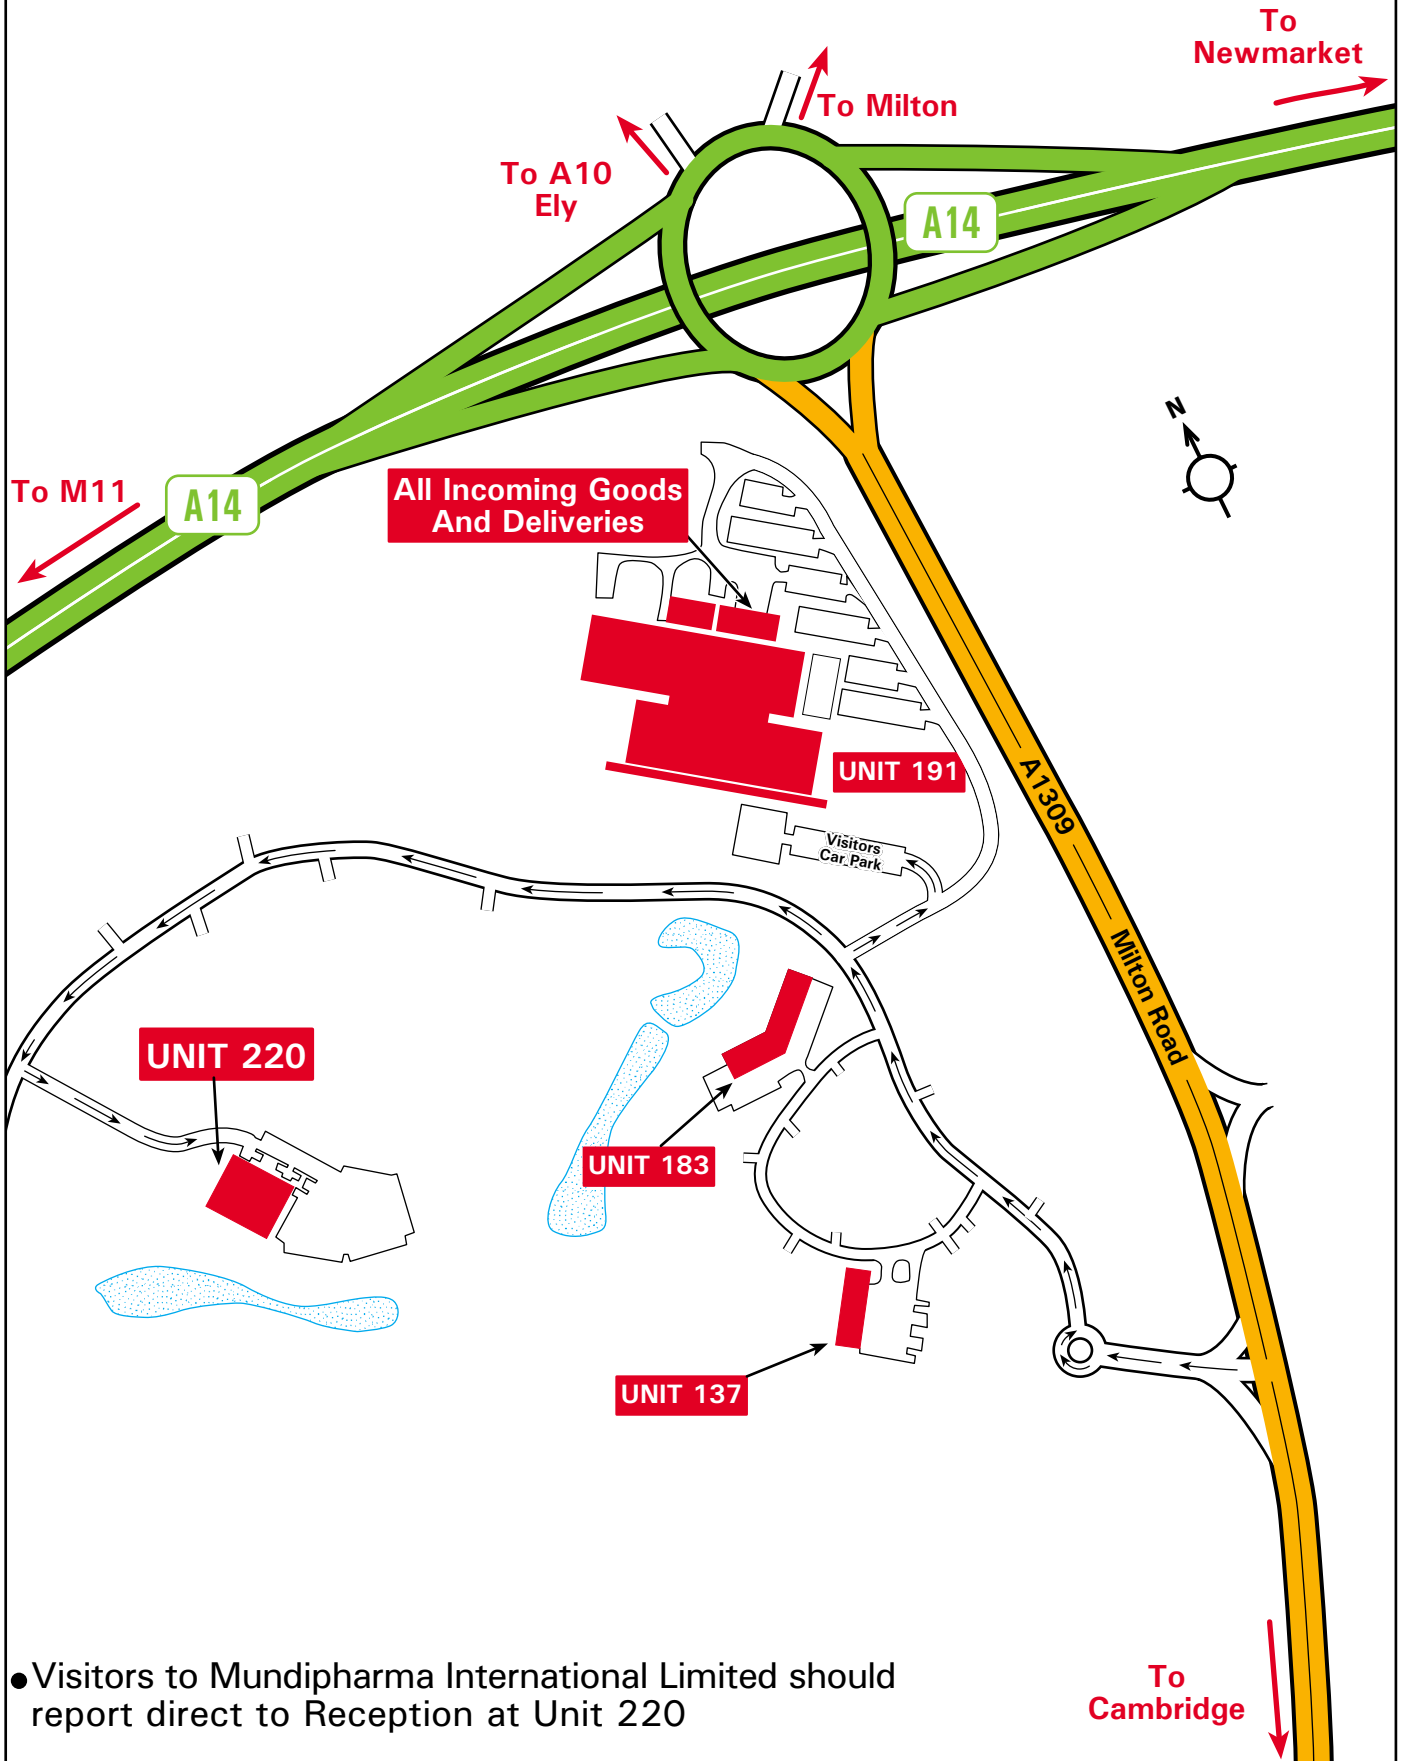 To
Newmarket
To Milton
To A10
Ely
A14
N
To M11
A14
All Incoming Goods
And Deliveries
UNIT 191
A1309
Visitors
Car Park
Milton Road
UNIT 220
UNIT 183
UNIT 137
● Visitors to Mundipharma International Limited should
report direct to Reception at Unit 220
To
Cambridge